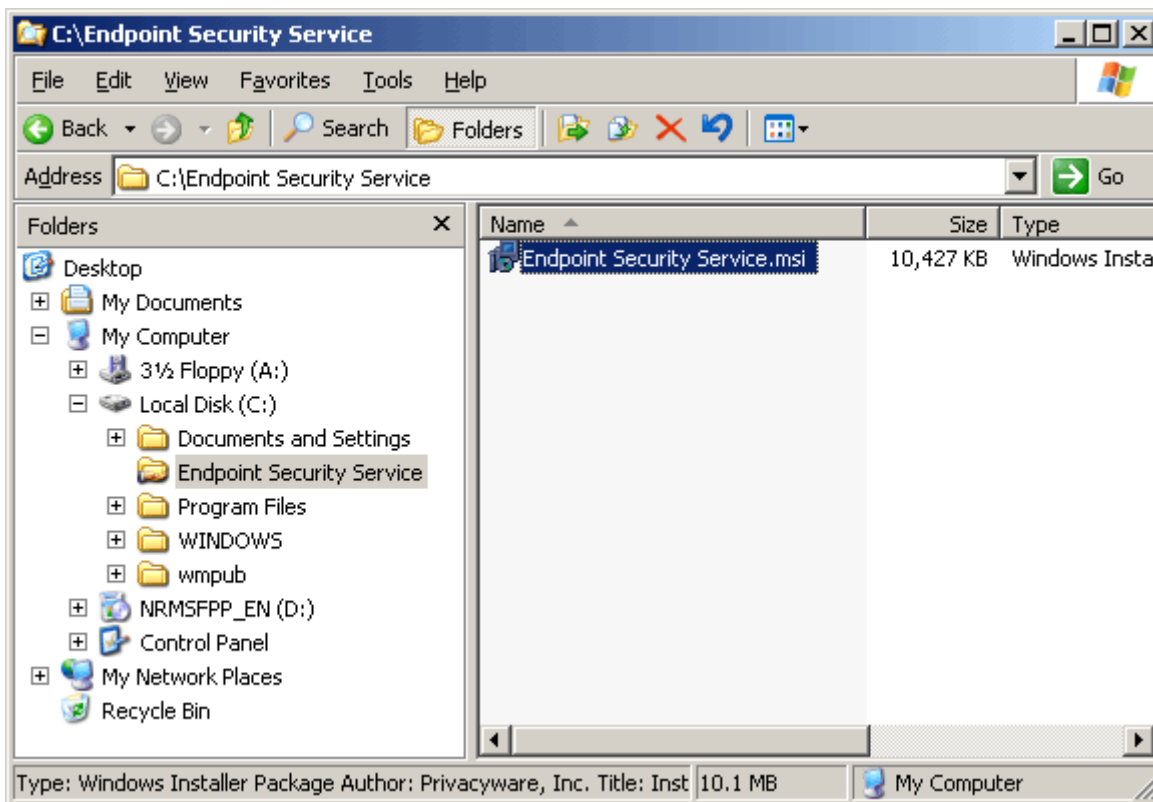 C:\Endpoint Security Service
File Edit View Favorites Tools Help
Back Search Folders
Address C:\Endpoint Security Service Go
Folders
Name Size Type
Endpoint Security Service.msi 10,427 KB Windows Insta
Desktop
My Documents
My Computer
3½ Floppy (A:)
Local Disk (C:)
Documents and Settings
Endpoint Security Service
Program Files
WINDOWS
wmpub
NRMSFPP_EN (D:)
Control Panel
My Network Places
Recycle Bin
Type: Windows Installer Package Author: Privacyware, Inc. Title: Inst 10.1 MB My Computer